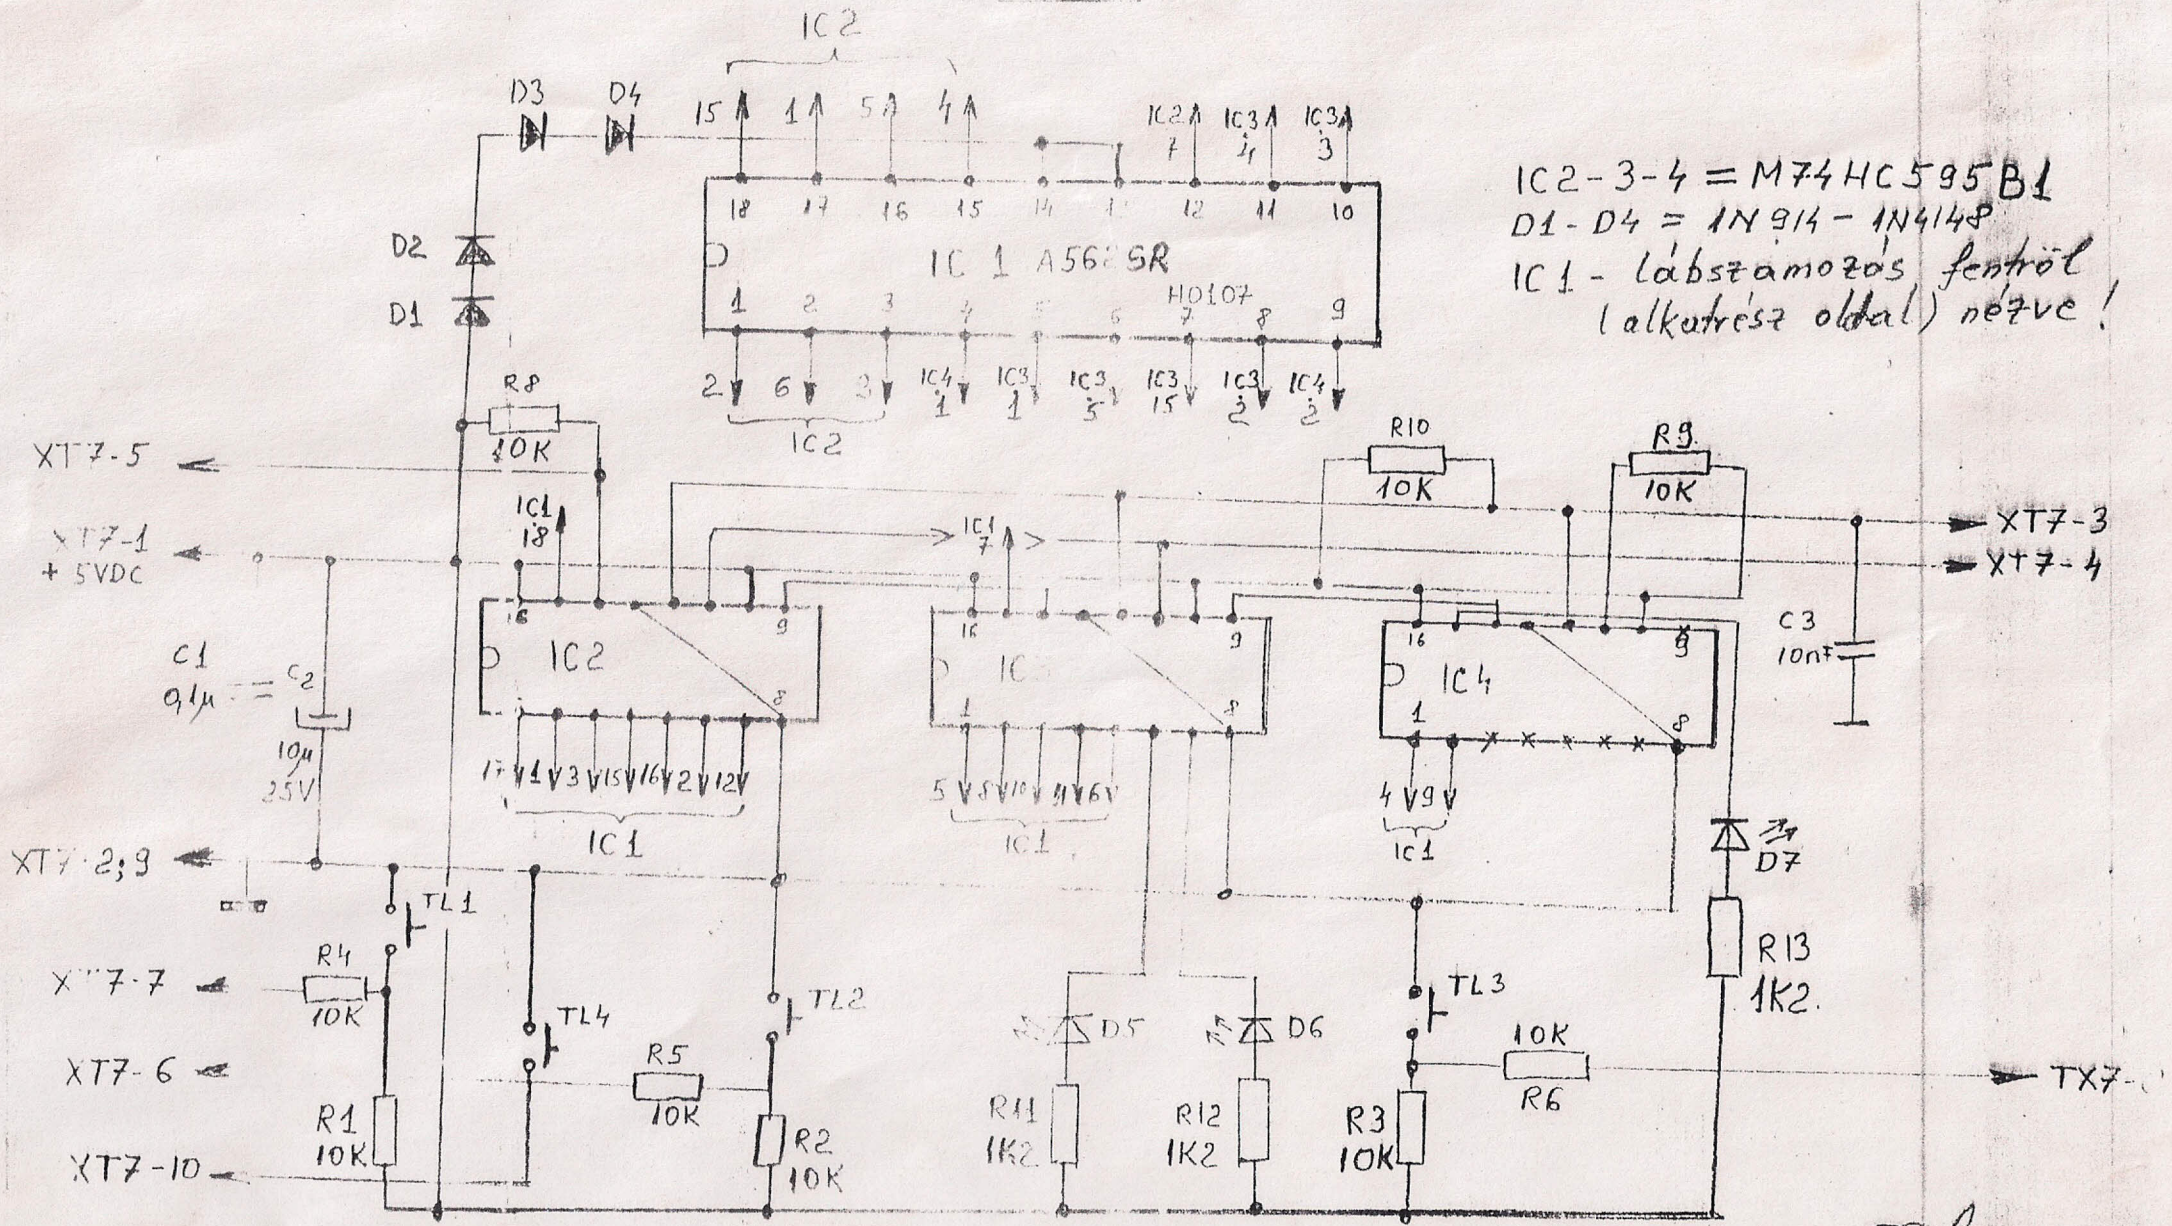 IC2
D3 D4 15 1 5 4 IC2 7 IC3 4 IC3 3
18 17 16 15 14 12 11 10
IC 1 SR
H0107
1 2 3 4 5 6 7 8 9
D2
D1
2 6 3 IC4 1 IC3 1 IC3 5 IC3 15 IC3 2 IC4 2
IC2
IC2-3-4 = M74HC595B1
D1-D4 = 1N914 - 1N4148
IC1 - lábszámozás fentről
(alkatrész oldal) nézve!
R8
10K
R10
10K
R9
10K
XT7-5
XT7-1
+ 5VDC
IC1 18
IC1 7
XT7-3
XT7-4
16 9
IC2
8
16 9
1 8
16 9
IC4
1 8
C3
10nF
C1
0,1µ
C2
10µ
25V
17 1 3 15 16 2 12
IC1
5 8 10 11 6
IC1
4 9
IC1
D7
R13
1K2.
XT7-2;9
TL1
R4
10K
7-7
XT7-6
XT7-10
TL4
TL2
R5
10K
R1
10K
R2
10K
D5
D6
R11
1K2
R12
1K2
TL3
10K
R6
R3
10K
TX7-